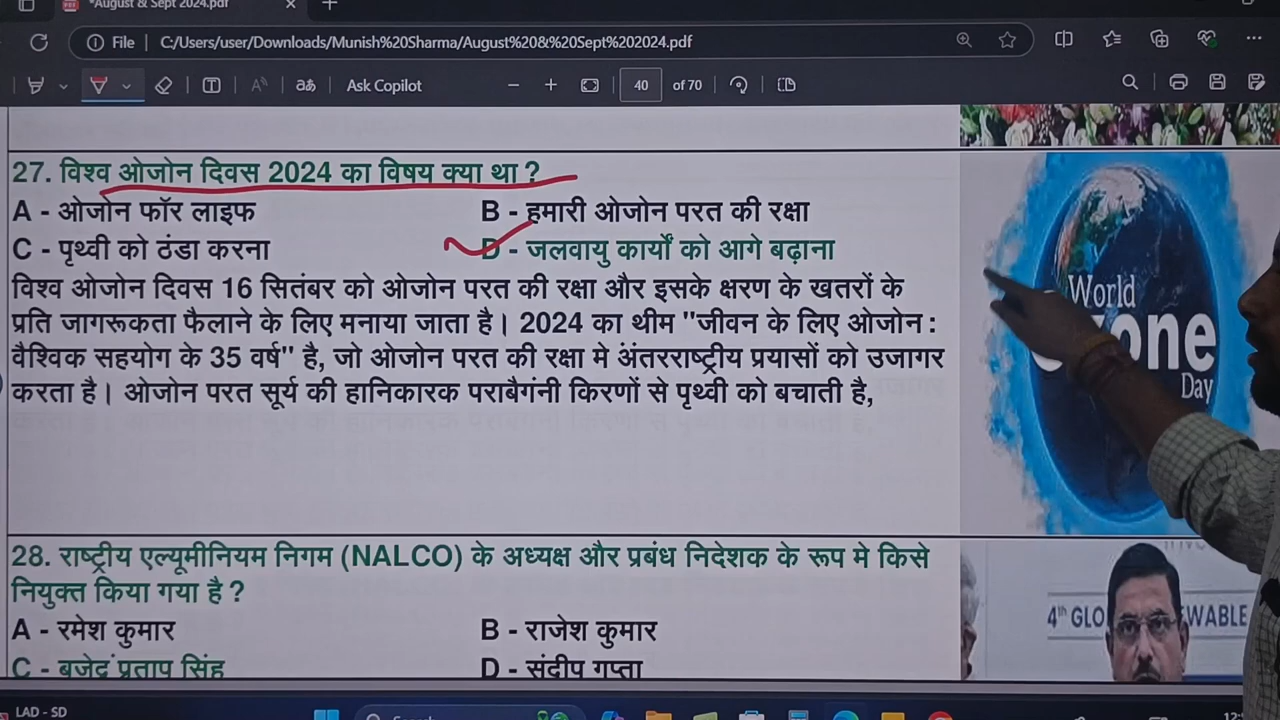 *August & Sept 2024.pdf
File C:/Users/user/Downloads/Munish%20Sharma/August%20&%20Sept%202024.pdf
Ask Copilot 40 of 70
27. विश्व ओजोन दिवस 2024 का विषय क्या था ?
A - ओजोन फॉर लाइफ B - हमारी ओजोन परत की रक्षा
C - पृथ्वी को ठंडा करना D - जलवायु कार्यों को आगे बढ़ाना
विश्व ओजोन दिवस 16 सितंबर को ओजोन परत की रक्षा और इसके क्षरण के खतरों के
प्रति जागरूकता फैलाने के लिए मनाया जाता है। 2024 का थीम "जीवन के लिए ओजोन :
वैश्विक सहयोग के 35 वर्ष" है, जो ओजोन परत की रक्षा मे अंतरराष्ट्रीय प्रयासों को उजागर
करता है। ओजोन परत सूर्य की हानिकारक पराबैगंनी किरणों से पृथ्वी को बचाती है,
World
Day
28. राष्ट्रीय एल्यूमीनियम निगम (NALCO) के अध्यक्ष और प्रबंध निदेशक के रूप मे किसे
नियुक्त किया गया है ?
A - रमेश कुमार B - राजेश कुमार
C - बृजेंद्र प्रताप सिंह D - संदीप गुप्ता
4th
LAD - SD
Search